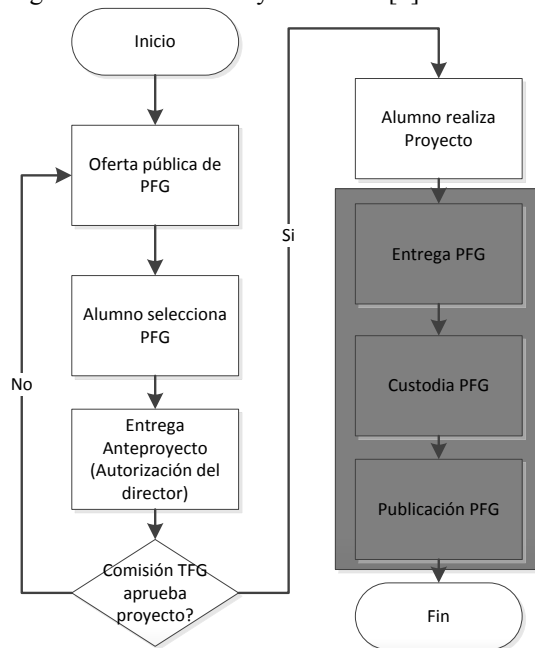 Inicio
Oferta pública de
PFG
Alumno selecciona
PFG
No
Entrega
Anteproyecto
(Autorización del
director)
Comisión TFG
aprueba
proyecto?
Si
Alumno realiza
Proyecto
Entrega PFG
Custodia PFG
Publicación PFG
Fin